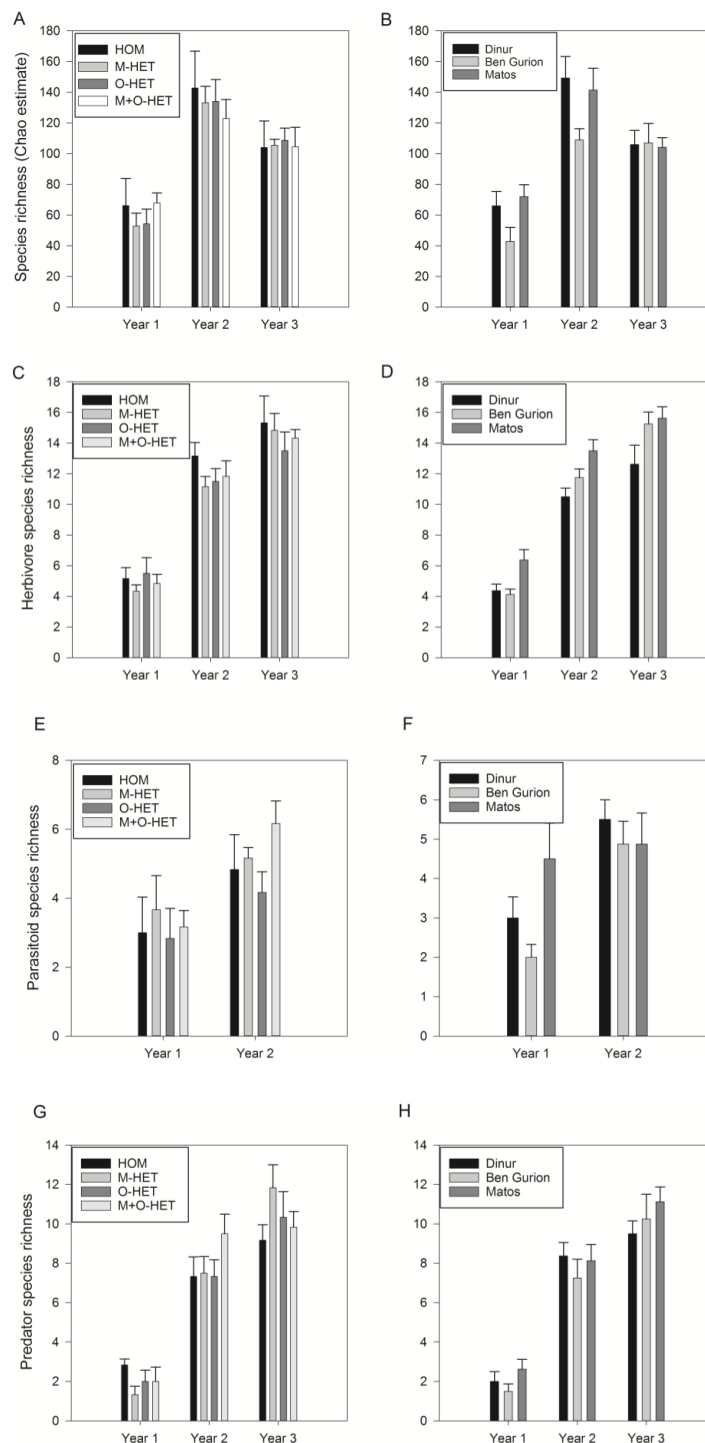 A
Species richness (Chao estimate)
180
160
140
120
100
80
60
40
20
0
HOM
M-HET
O-HET
M+O-HET
Year 1 Year 2 Year 3
B
180
160
140
120
100
80
60
40
20
0
Dinur
Ben Gurion
Matos
Year 1 Year 2 Year 3
C
Herbivore species richness
18
16
14
12
10
8
6
4
2
0
HOM
M-HET
O-HET
M+O-HET
Year 1 Year 2 Year 3
D
18
16
14
12
10
8
6
4
2
0
Dinur
Ben Gurion
Matos
Year 1 Year 2 Year 3
E
Parasitoid species richness
8
6
4
2
0
HOM
M-HET
O-HET
M+O-HET
Year 1 Year 2
F
7
6
5
4
3
2
1
0
Dinur
Ben Gurion
Matos
Year 1 Year 2
G
Predator species richness
14
12
10
8
6
4
2
0
HOM
M-HET
O-HET
M+O-HET
Year 1 Year 2 Year 3
H
14
12
10
8
6
4
2
0
Dinur
Ben Gurion
Matos
Year 1 Year 2 Year 3